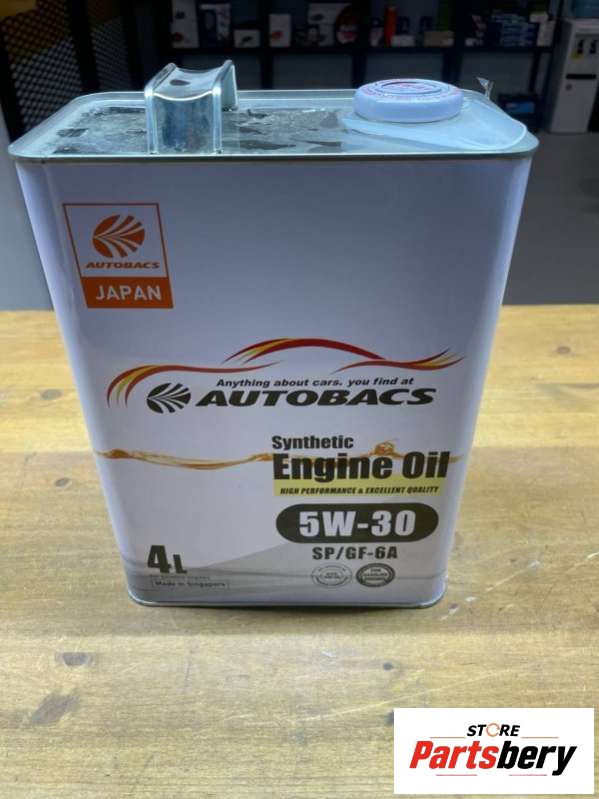 AUTOBACS
JAPAN
Anything about cars. you find at
AUTOBACS
Synthetic
Engine Oil
HIGH PERFORMANCE & EXCELLENT QUALITY
5W-30
SP/GF-6A
4L
Made in Singapore
STORE
Partsbery